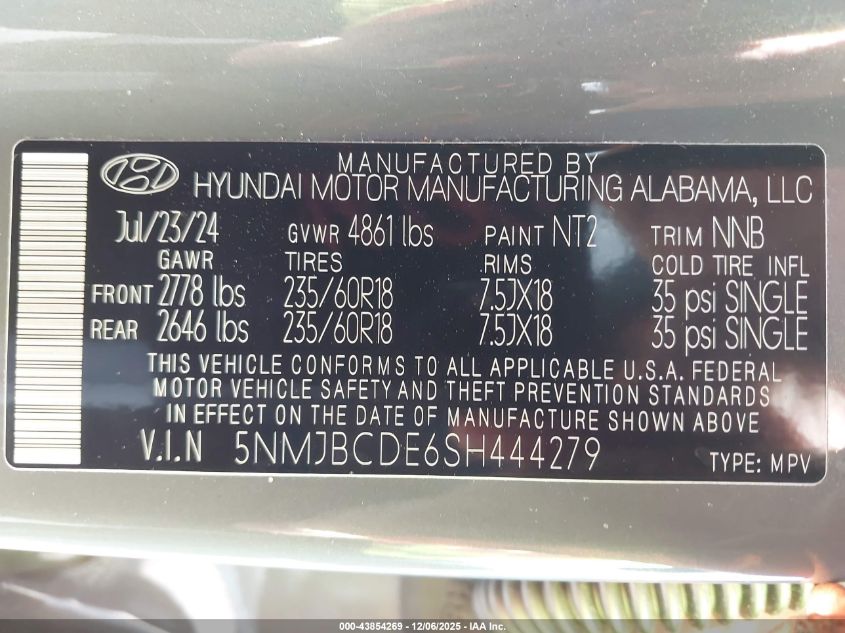 MANUFACTURED BY
HYUNDAI MOTOR MANUFACTURING ALABAMA, LLC
Jul/23/24 GVWR 4861 lbs PAINT NT2 TRIM NNB
GAWR TIRES RIMS COLD TIRE INFL
FRONT 2778 lbs 235/60R18 7.5JX18 35 psi SINGLE
REAR 2646 lbs 235/60R18 7.5JX18 35 psi SINGLE
THIS VEHICLE CONFORMS TO ALL APPLICABLE U.S.A. FEDERAL
MOTOR VEHICLE SAFETY AND THEFT PREVENTION STANDARDS
IN EFFECT ON THE DATE OF MANUFACTURE SHOWN ABOVE
V.I.N 5NMJBCDE6SH444279 TYPE: MPV
000-43854269 - 12/06/2025 - IAA Inc.